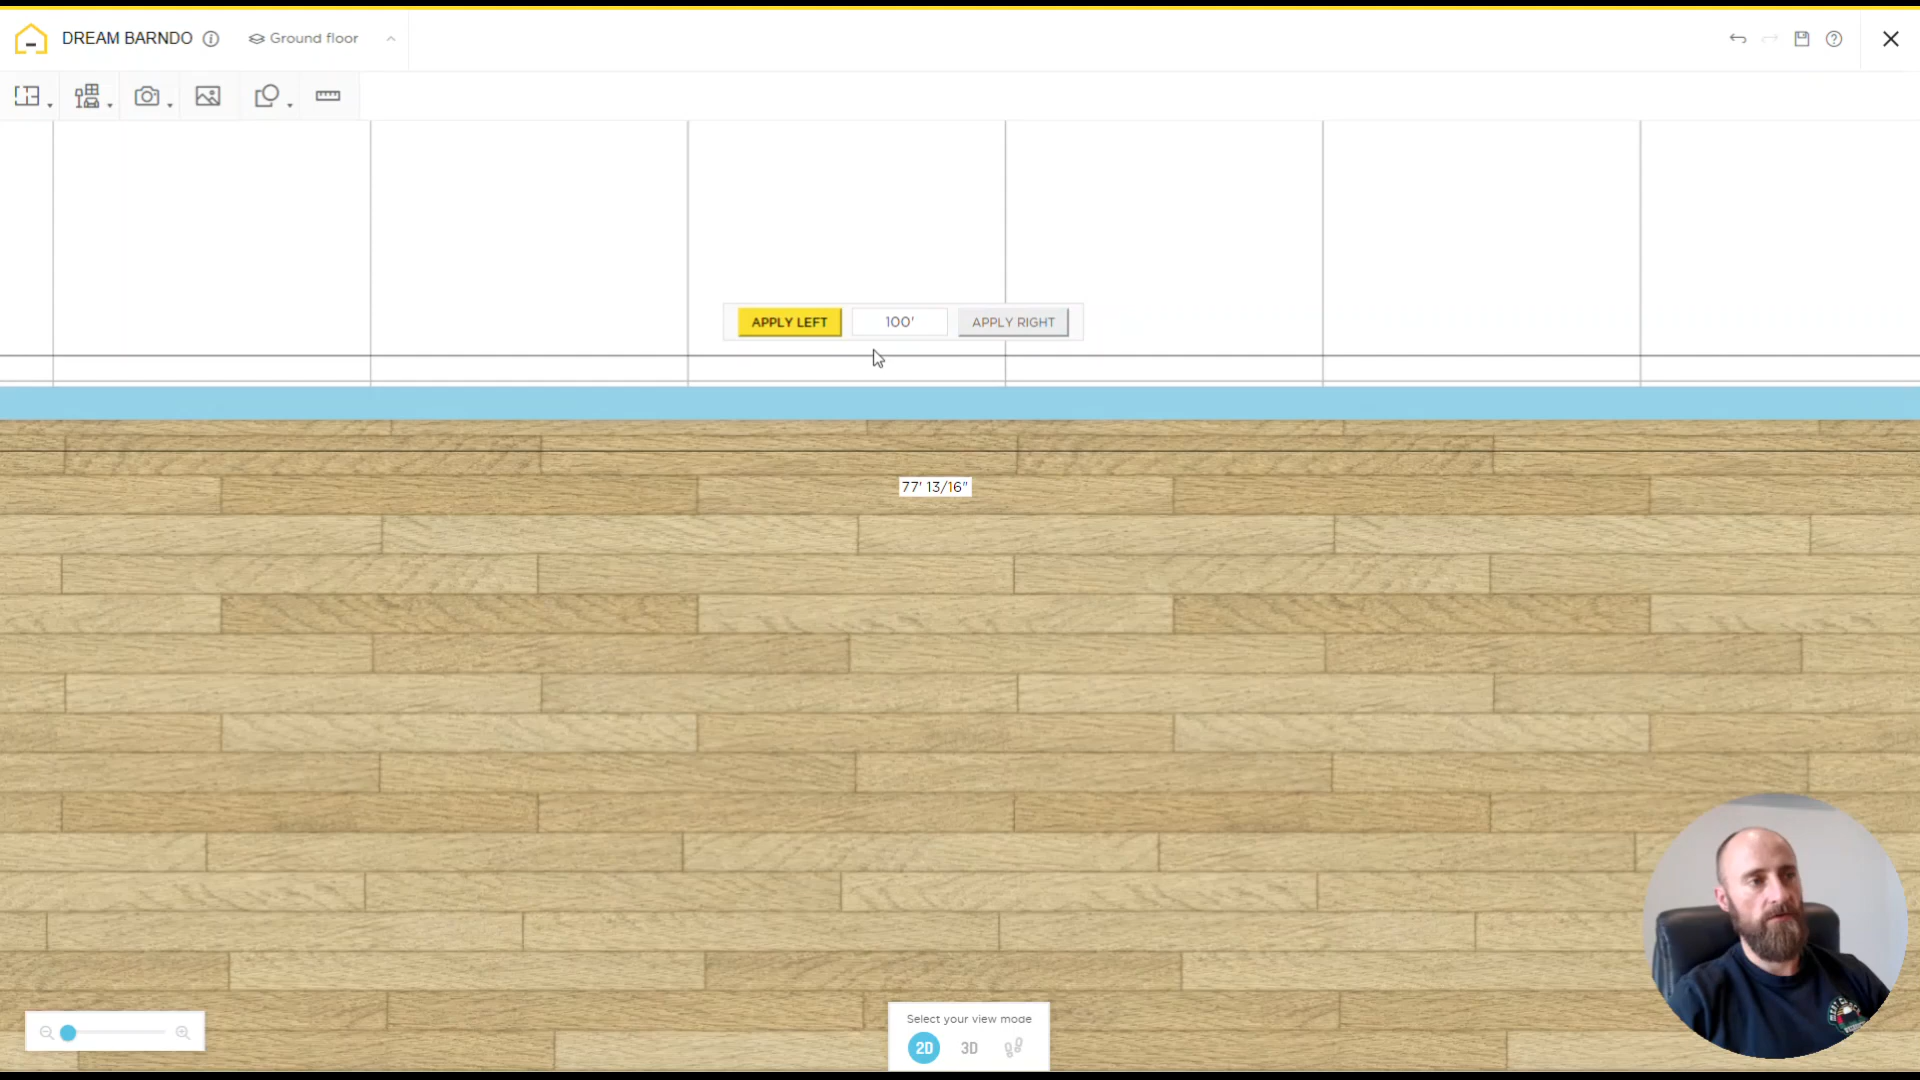 DREAM BARNDO
Ground floor
APPLY LEFT
100'
APPLY RIGHT
77' 13/16"
Select your view mode
2D
3D